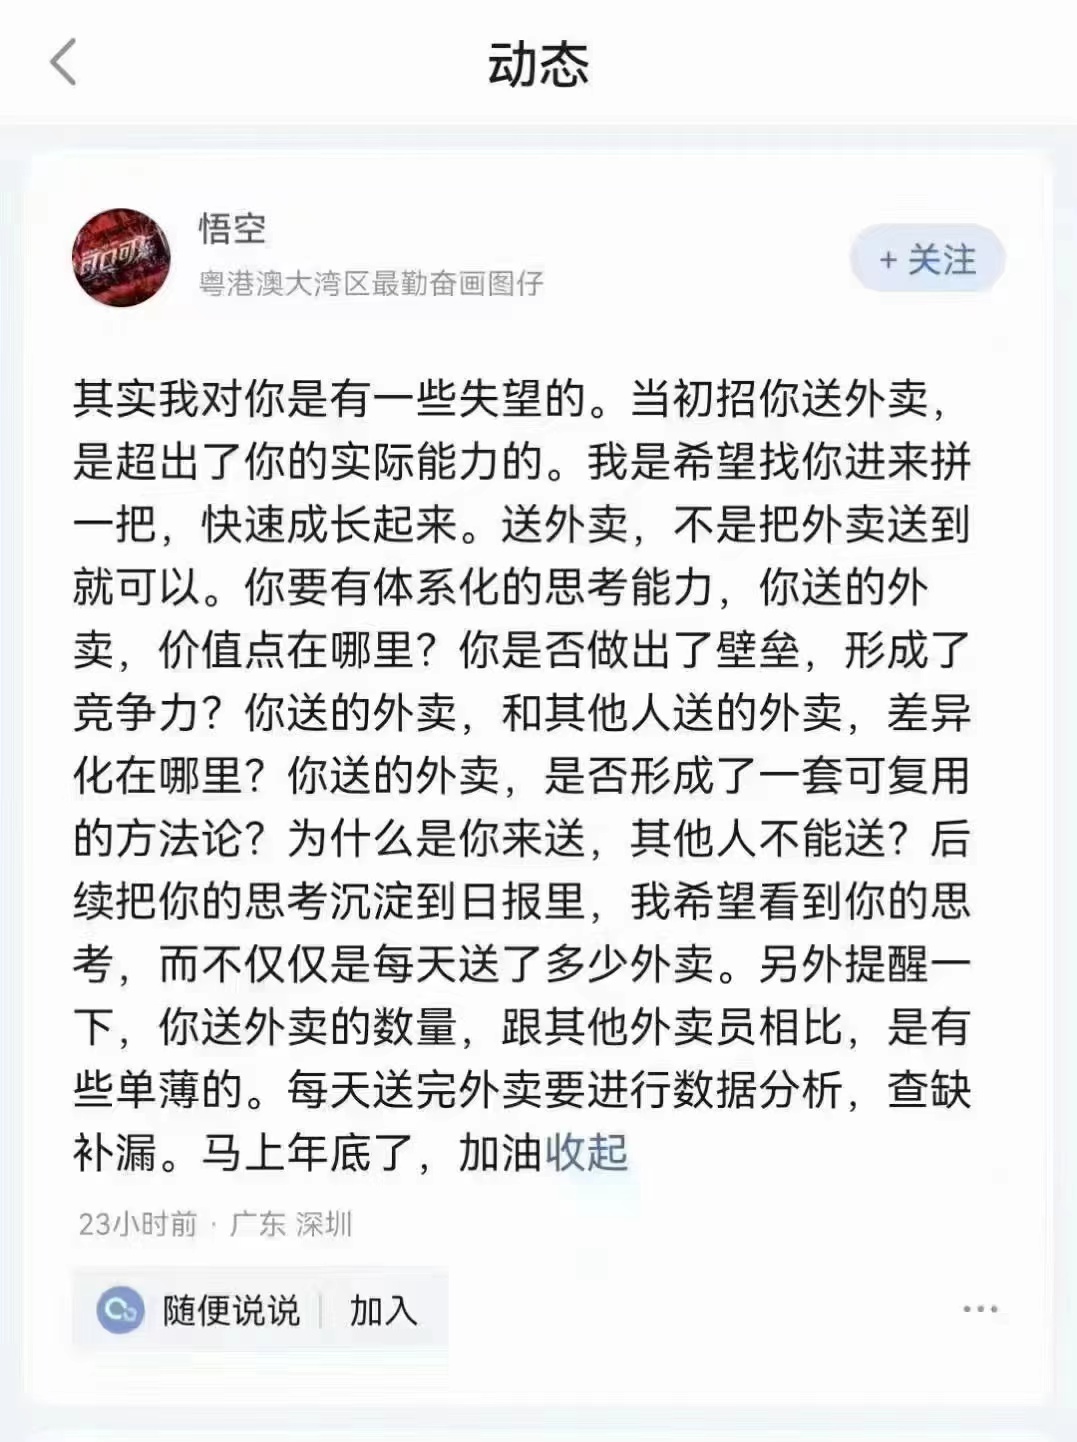 动态
悟空
粤港澳大湾区最勤奋画图仔
+ 关注
可口可乐
其实我对你是有一些失望的。当初招你送外卖，
是超出了你的实际能力的。我是希望找你进来拼
一把，快速成长起来。送外卖，不是把外卖送到
就可以。你要有体系化的思考能力，你送的外
卖，价值点在哪里？你是否做出了壁垒，形成了
竞争力？你送的外卖，和其他人送的外卖，差异
化在哪里？你送的外卖，是否形成了一套可复用
的方法论？为什么是你来送，其他人不能送？后
续把你的思考沉淀到日报里，我希望看到你的思
考，而不仅仅是每天送了多少外卖。另外提醒一
下，你送外卖的数量，跟其他外卖员相比，是有
些单薄的。每天送完外卖要进行数据分析，查缺
补漏。马上年底了，加油收起
23小时前 · 广东 深圳
随便说说 | 加入